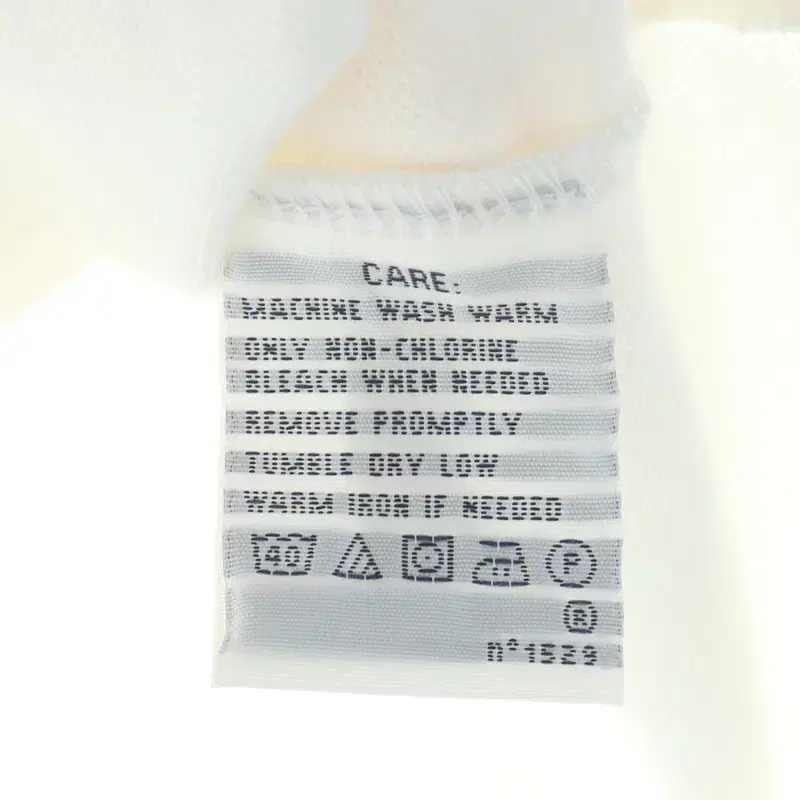 CARE:
MACHINE WASH WARM
ONLY NON-CHLORINE
BLEACH WHEN NEEDED
REMOVE PROMPTLY
TUMBLE DRY LOW
WARM IRON IF NEEDED
40 P
®